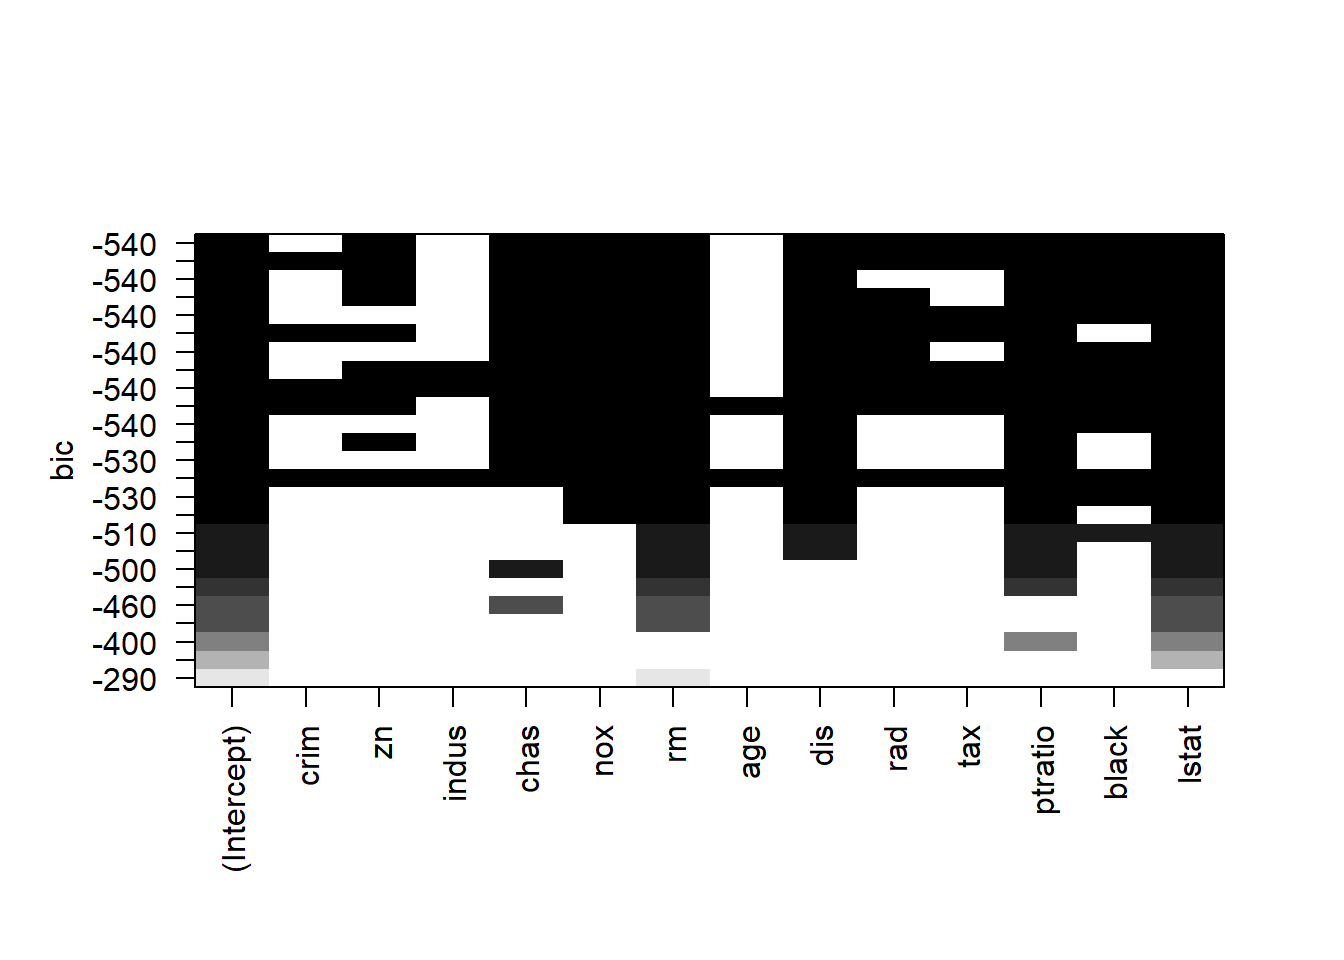 bic
-540
-540
-540
-540
-540
-540
-530
-530
-510
-500
-460
-400
-290
(Intercept)
crim
zn
indus
chas
nox
rm
age
dis
rad
tax
ptratio
black
lstat